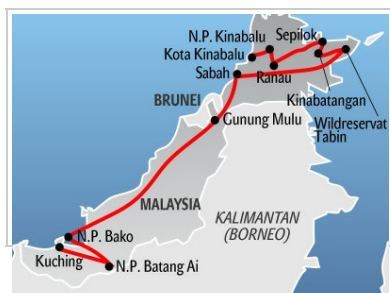 N.P. Kinabalu
Sepilok
Kota Kinabalu
Sabah
Ranau
Kinabatangan
BRUNEI
Wildreservat
Tabin
Gunung Mulu
MALAYSIA
KALIMANTAN
(BORNEO)
N.P. Bako
Kuching
N.P. Batang Ai